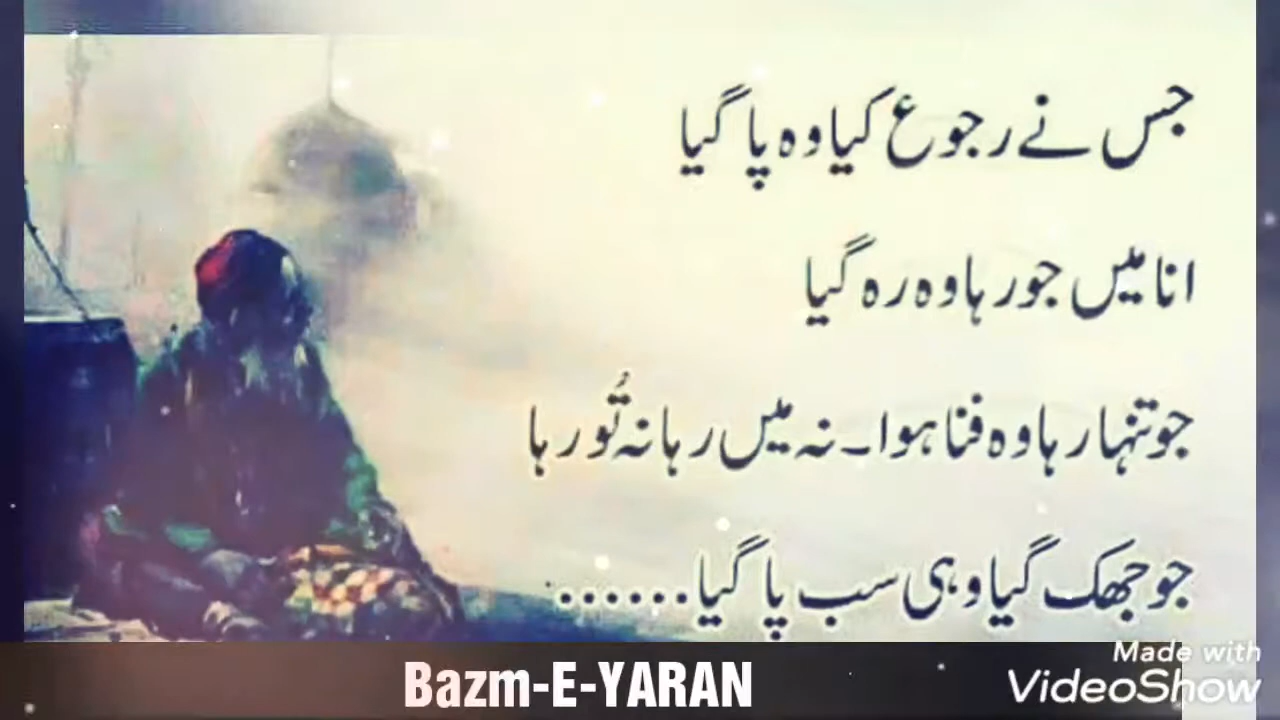 جس نے رجوع کیا وہ پا گیا
انا میں جو رہا وہ رہ گیا
جو تنہا رہا وہ فنا ہوا۔ نہ میں رہا نہ تُو رہا
جو جھک گیا وہی سب پا گیا......
Bazm-E-YARAN
Made with
VideoShow